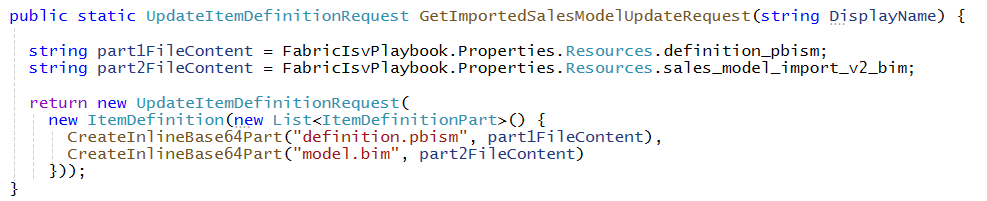 public static UpdateItemDefinitionRequest GetImportedSalesModelUpdateRequest(string DisplayName) {
string part1FileContent = FabricIsvPlaybook.Properties.Resources.definition_pbism;
string part2FileContent = FabricIsvPlaybook.Properties.Resources.sales_model_import_v2_bim;
return new UpdateItemDefinitionRequest(
new ItemDefinition(new List<ItemDefinitionPart>() {
CreateInlineBase64Part("definition.pbism", part1FileContent),
CreateInlineBase64Part("model.bim", part2FileContent)
}));
}